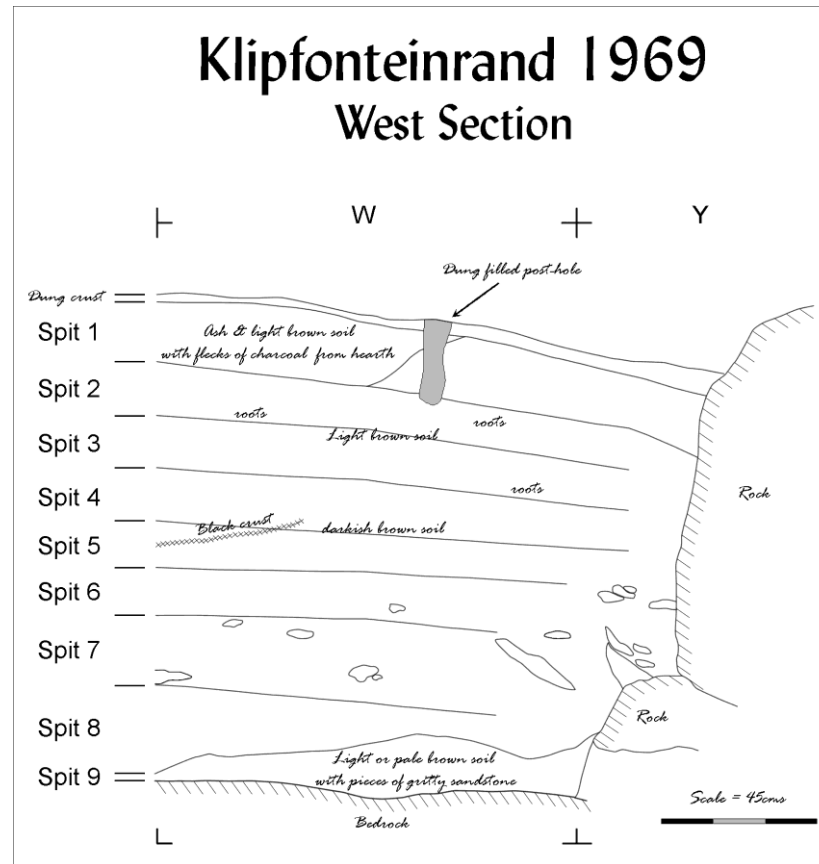 Klipfonteinrand 1969
West Section
W
Y
Dung filled post-hole
Dung crust
Spit 1
Ash & light brown soil
with flecks of charcoal from hearth
Spit 2
roots
roots
Light brown soil
Spit 3
Spit 4
roots
Rock
Black crust
darkish brown soil
Spit 5
Spit 6
Spit 7
Rock
Spit 8
Light or pale brown soil
with pieces of gritty sandstone
Spit 9
Scale = 45cms
Bedrock